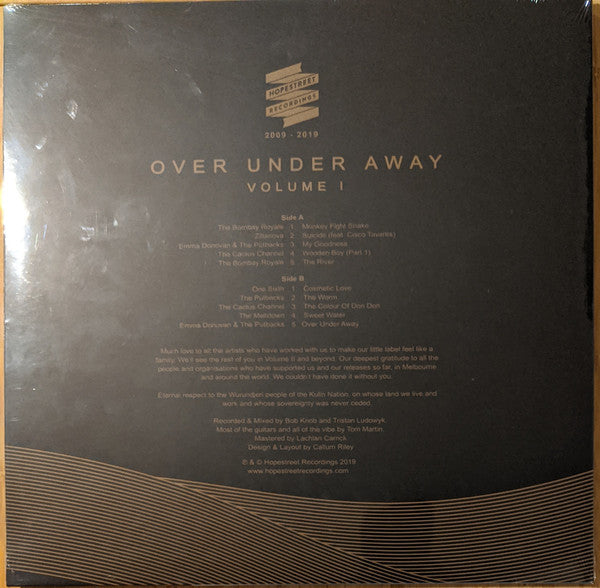 HOPESTREET
RECORDINGS
2009 - 2019
OVER UNDER AWAY
VOLUME I
Side A
The Bombay Royale 1 Monkey Fight Snake
Zillanova 2 Suicide (feat. Cisco Tavares)
Emma Donovan & The Putbacks 3 My Goodness
The Cactus Channel 4 Wooden Boy (Part 1)
The Bombay Royale 5 The River
Side B
One Sixth 1 Cosmetic Love
The Putbacks 2 The Worm
The Cactus Channel 3 The Colour Of Don Don
The Meltdown 4 Sweet Water
Emma Donovan & The Putbacks 5 Over Under Away
Much love to all the artists who have worked with us to make our little label feel like a
family. We'll see the rest of you in Volume II and beyond. Our deepest gratitude to all the
people and organisations who have supported us and our releases so far, in Melbourne
and around the world. We couldn't have done it without you.
Eternal respect to the Wurundjeri people of the Kulin Nation, on whose land we live and
work and whose sovereignty was never ceded.
Recorded & Mixed by Bob Knob and Tristan Ludowyk.
Most of the guitars and all of the vibe by Tom Martin.
Mastered by Lachlan Carrick.
Design & Layout by Callum Riley
℗ & © Hopestreet Recordings 2019
www.hopestreetrecordings.com